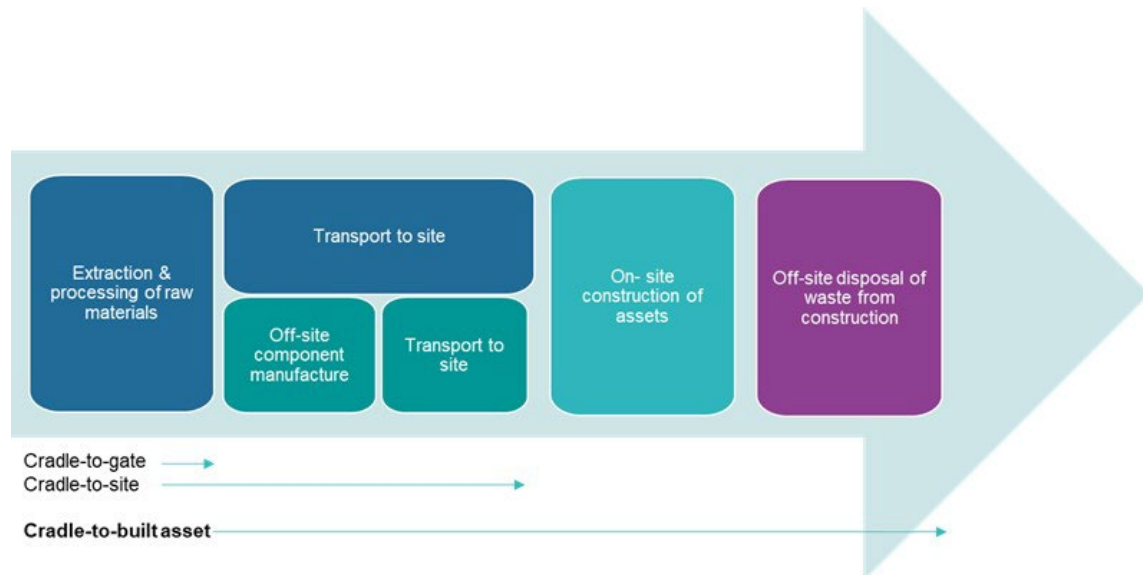 Extraction &
processing of raw
materials
Transport to site
Off-site
component
manufacture
Transport to
site
On- site
construction of
assets
Off-site disposal of
waste from
construction
Cradle-to-gate
Cradle-to-site
Cradle-to-built asset